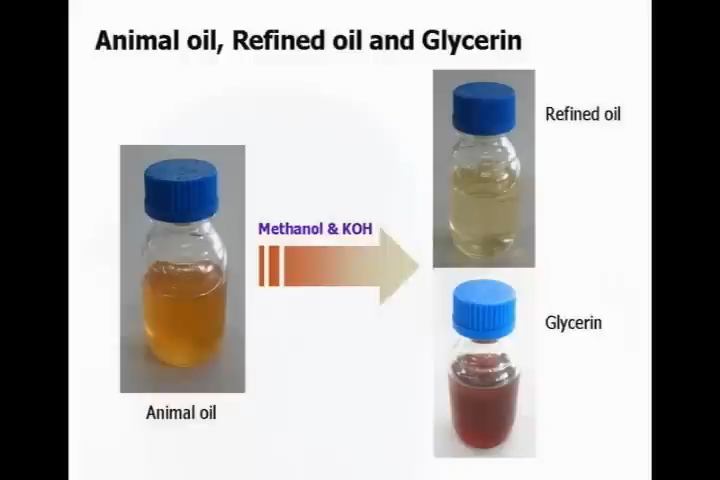 Animal oil, Refined oil and Glycerin
Refined oil
Methanol & KOH
Glycerin
Animal oil